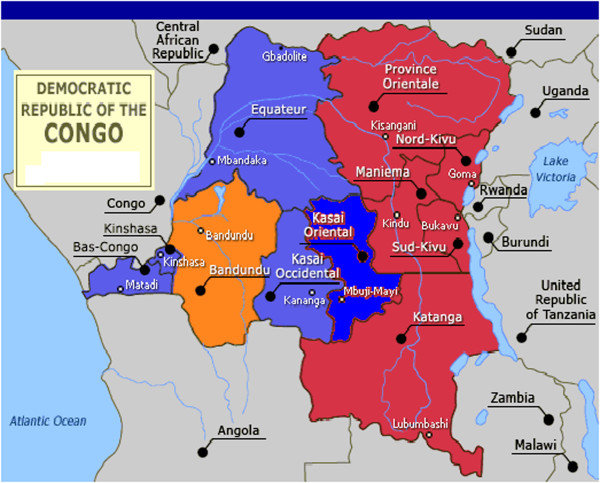 Central
African
Republic
Gbadolite
Sudan
DEMOCRATIC
REPUBLIC OF THE
CONGO
Province
Orientale
Uganda
Equateur
Kisangani
Nord-Kivu
Mbandaka
Maniema
Goma
Lake
Victoria
Rwanda
Congo
Kinshasa
Bandundu
Kasai
Oriental
Kindu
Bukavu
Bas-Congo
Kinshasa
Sud-Kivu
Burundi
Matadi
Bandundu
Kasai
Occidental
Kananga
Mbuji-Mayi
United
Republic
of Tanzania
Katanga
Atlantic Ocean
Angola
Lubumbashi
Zambia
Malawi